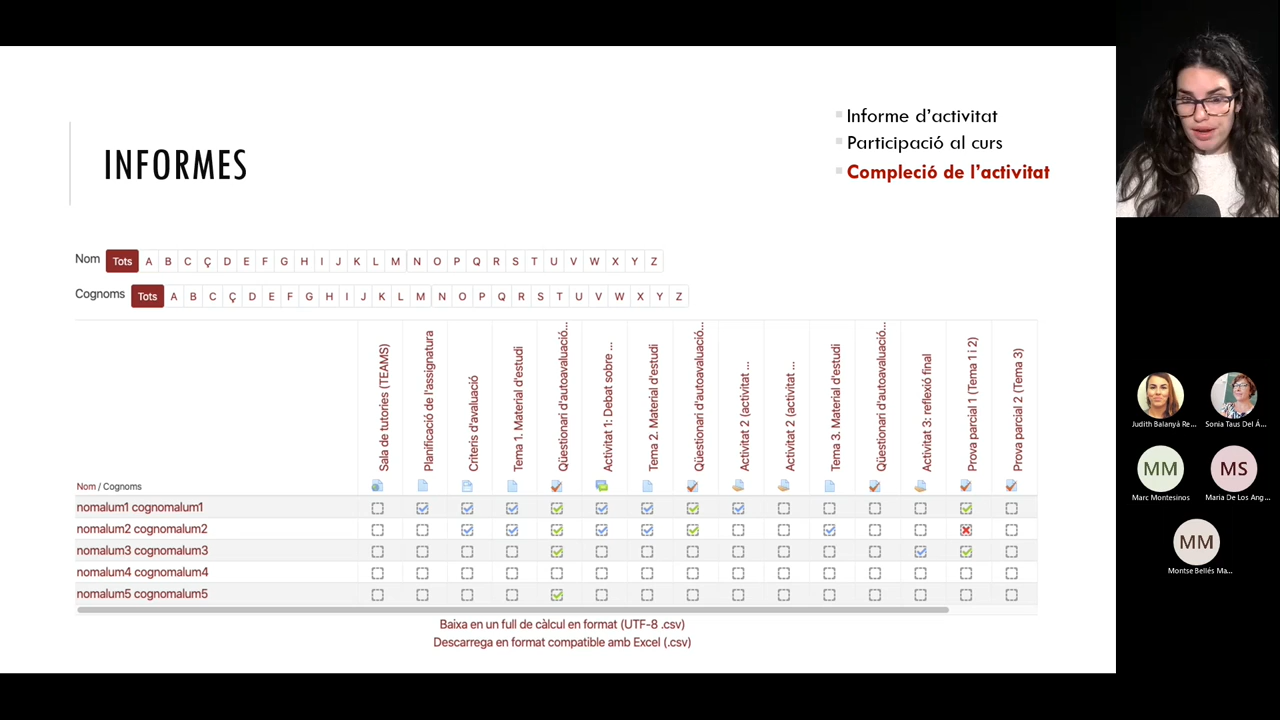 INFORMES
Informe d'activitat
Participació al curs
Compleció de l'activitat
Nom Tots A B C Ç D E F G H I J K L M N O P Q R S T U V W X Y Z
Cognoms Tots A B C Ç D E F G H I J K L M N O P Q R S T U V W X Y Z
Nom / Cognoms
Sala de tutories (TEAMS)
Planificació de l'assignatura
Criteris d'avaluació
Tema 1. Material d'estudi
Qüestionari d'autoavaluació...
Activitat 1: Debat sobre ...
Tema 2. Material d'estudi
Qüestionari d'autoavaluació...
Activitat 2 (activitat ...
Activitat 2 (activitat ...
Tema 3. Material d'estudi
Qüestionari d'autoavaluació...
Activitat 3: reflexió final
Prova parcial 1 (Tema 1 i 2)
Prova parcial 2 (Tema 3)
nomalum1 cognomalum1
nomalum2 cognomalum2
nomalum3 cognomalum3
nomalum4 cognomalum4
nomalum5 cognomalum5
Baixa en un full de càlcul en format (UTF-8 .csv)
Descarrega en format compatible amb Excel (.csv)
Judith Balanyà Re...
Sonia Taus Del Á...
MM
Marc Montesinos
MS
Maria De Los Ang...
MM
Montse Bellés Ma...